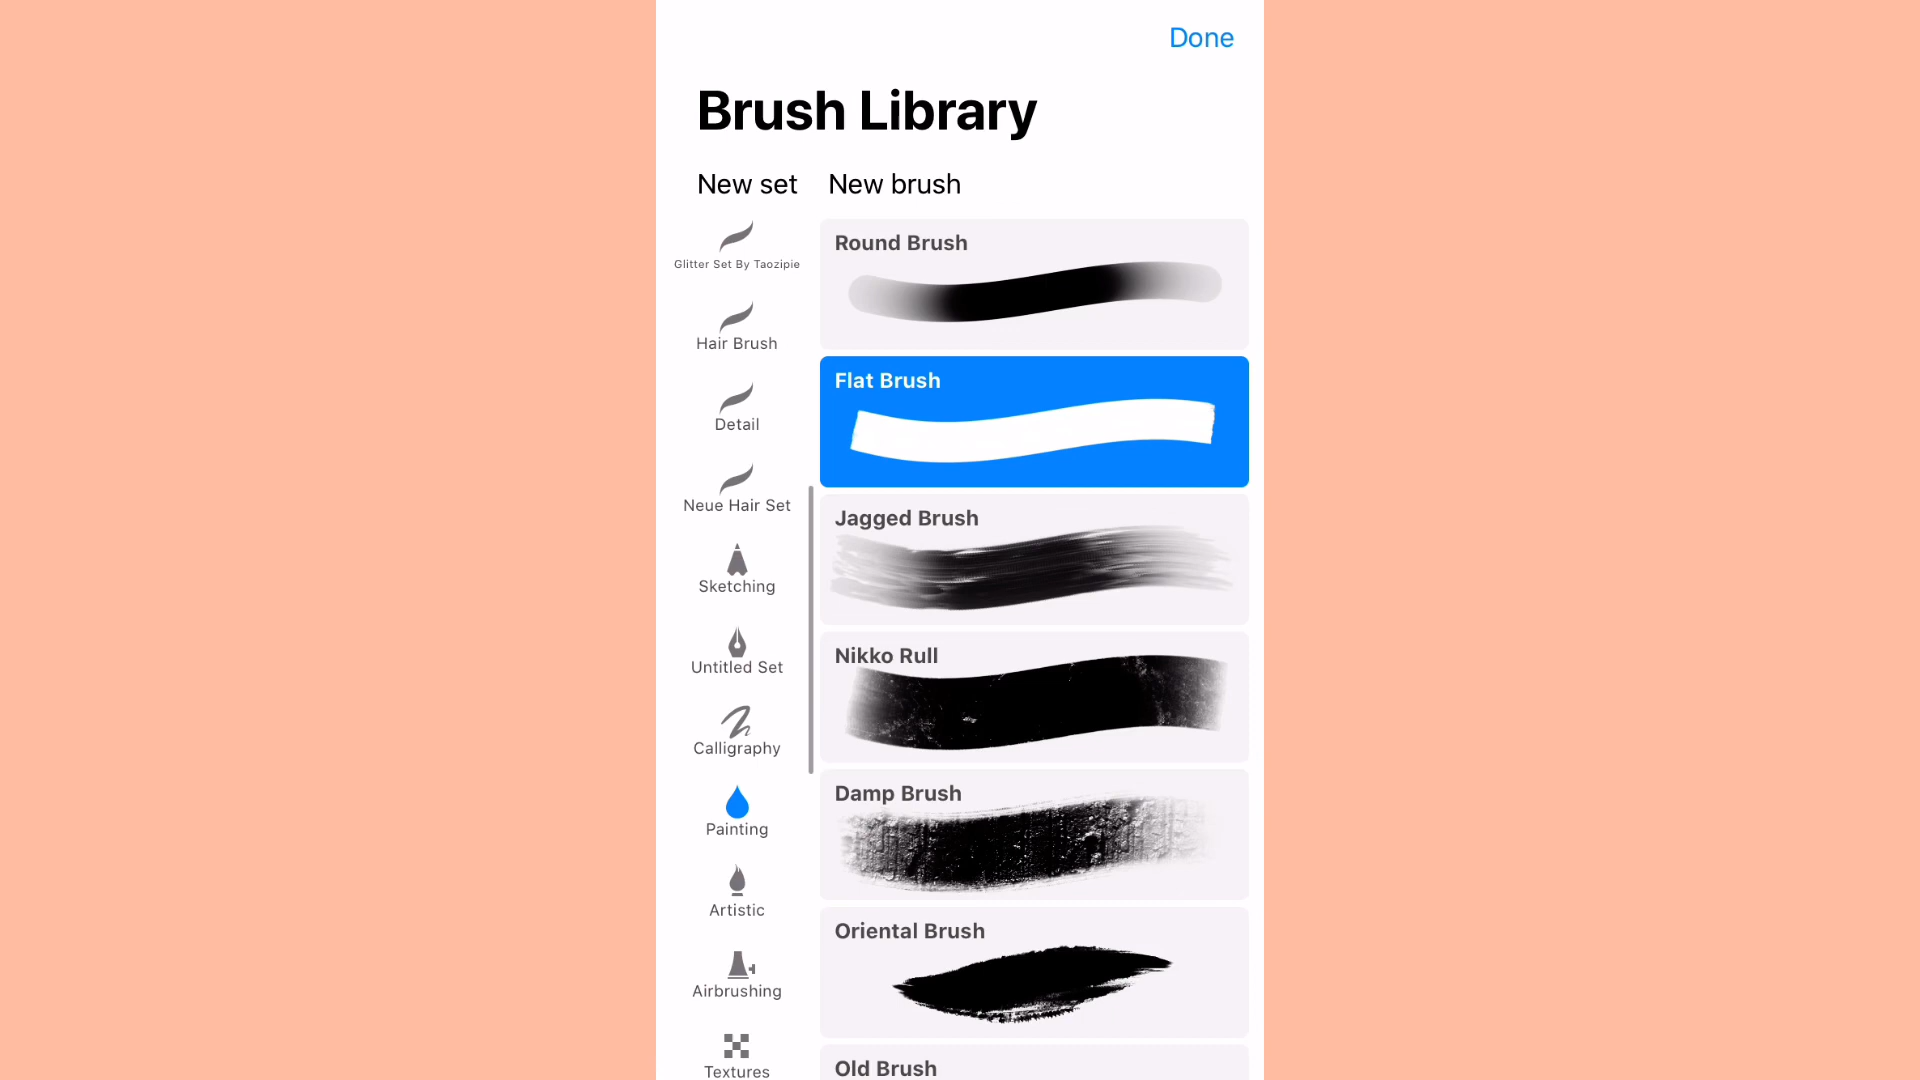 Done
Brush Library
New set
New brush
Glitter Set By Taozipie
Hair Brush
Detail
Neue Hair Set
Sketching
Untitled Set
Calligraphy
Painting
Artistic
Airbrushing
Textures
Round Brush
Flat Brush
Jagged Brush
Nikko Rull
Damp Brush
Oriental Brush
Old Brush